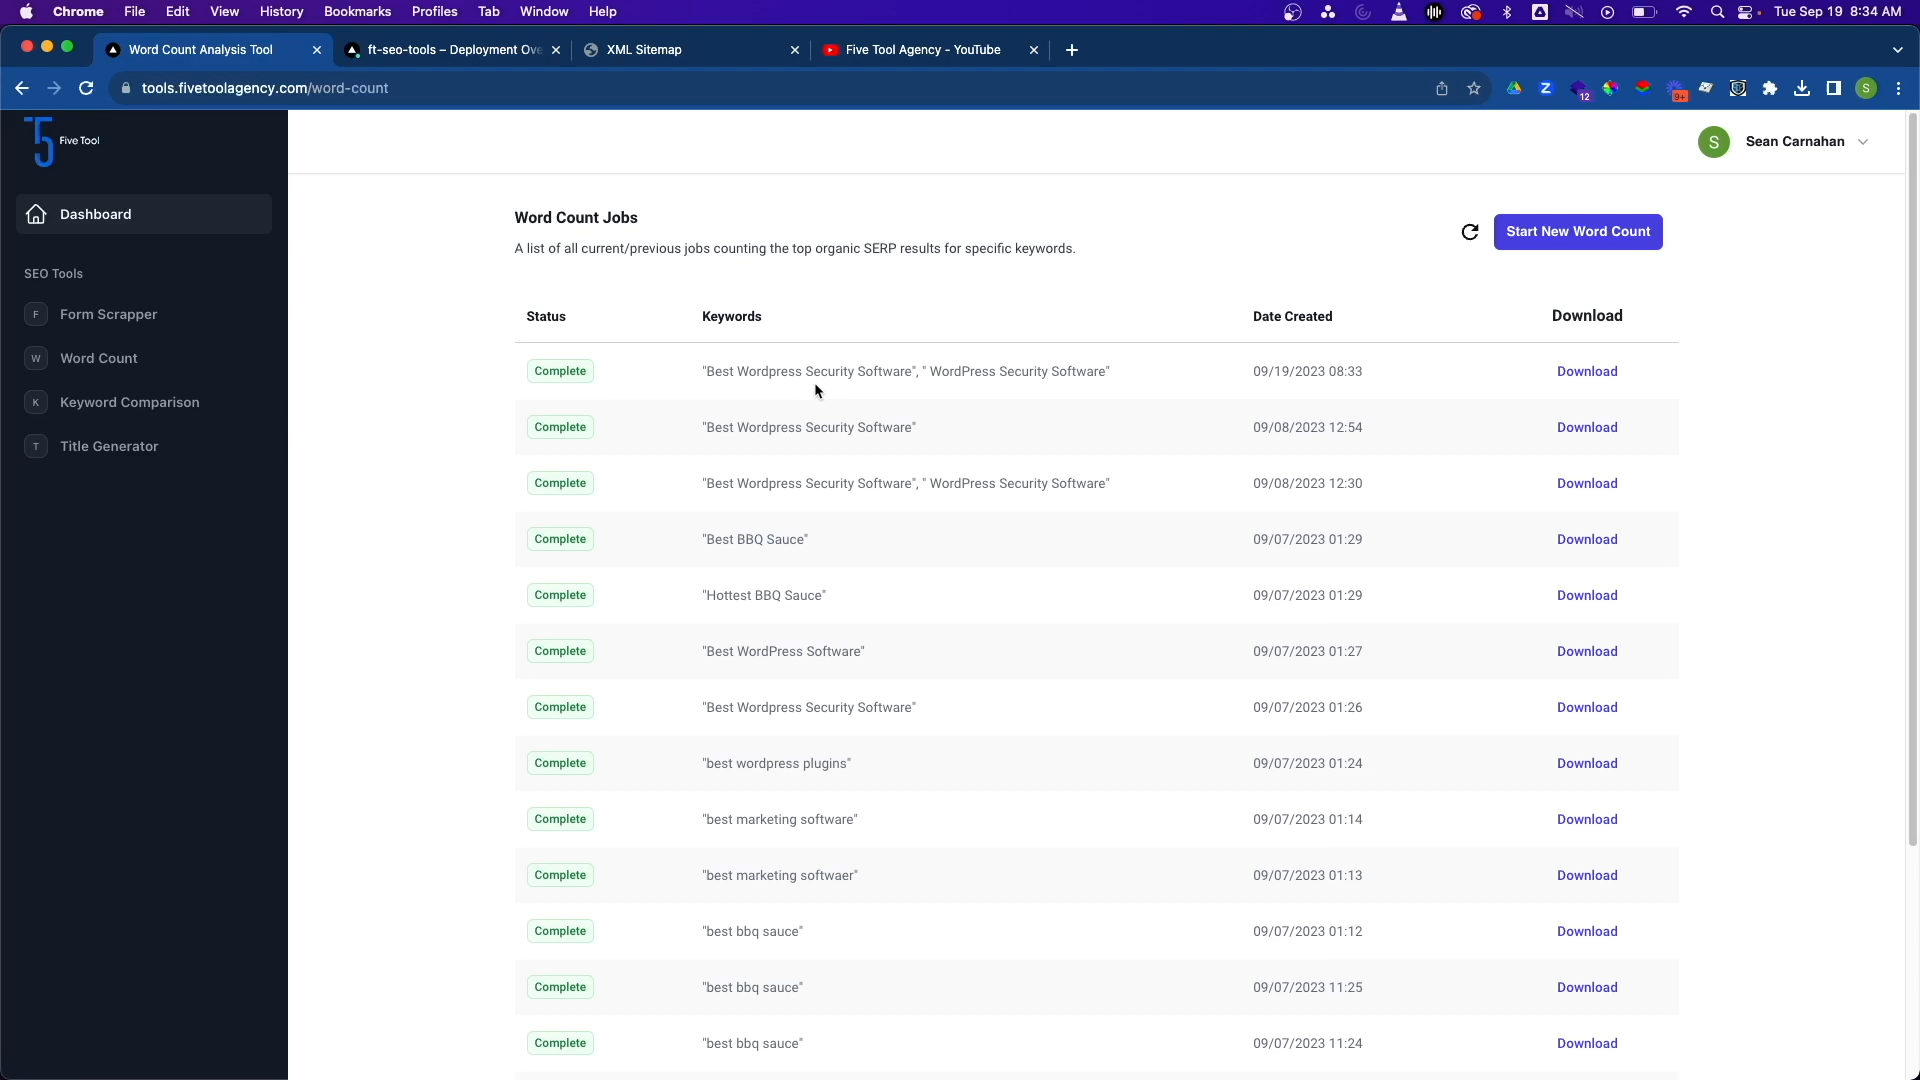 Chrome File Edit View History Bookmarks Profiles Tab Window Help Tue Sep 19 8:34 AM
Word Count Analysis Tool ft-seo-tools – Deployment Ove XML Sitemap Five Tool Agency - YouTube
tools.fivetoolagency.com/word-count Z 12 9+ S
T5 Five Tool
S Sean Carnahan
Dashboard
SEO Tools
F Form Scrapper
W Word Count
K Keyword Comparison
T Title Generator
Word Count Jobs
A list of all current/previous jobs counting the top organic SERP results for specific keywords.
Start New Word Count
Status Keywords Date Created Download
Complete "Best Wordpress Security Software", " WordPress Security Software" 09/19/2023 08:33 Download
Complete "Best Wordpress Security Software" 09/08/2023 12:54 Download
Complete "Best Wordpress Security Software", " WordPress Security Software" 09/08/2023 12:30 Download
Complete "Best BBQ Sauce" 09/07/2023 01:29 Download
Complete "Hottest BBQ Sauce" 09/07/2023 01:29 Download
Complete "Best WordPress Software" 09/07/2023 01:27 Download
Complete "Best Wordpress Security Software" 09/07/2023 01:26 Download
Complete "best wordpress plugins" 09/07/2023 01:24 Download
Complete "best marketing software" 09/07/2023 01:14 Download
Complete "best marketing softwaer" 09/07/2023 01:13 Download
Complete "best bbq sauce" 09/07/2023 01:12 Download
Complete "best bbq sauce" 09/07/2023 11:25 Download
Complete "best bbq sauce" 09/07/2023 11:24 Download